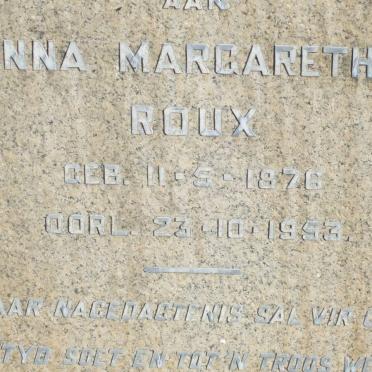 AAN
NNA MARGARETH
ROUX
GEB. 11-5-1876
OORL. 23-10-1953.
AAR NAGEDAGTENIS SAL VIR
TYD SOET EN TOT 'N TROOS WE